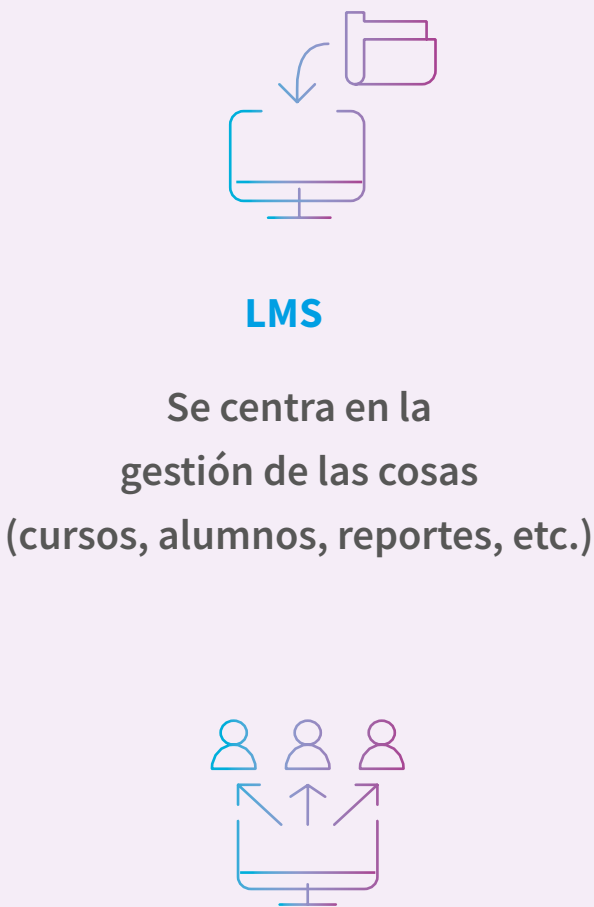 LMS
Se centra en la
gestión de las cosas
(cursos, alumnos, reportes, etc.)